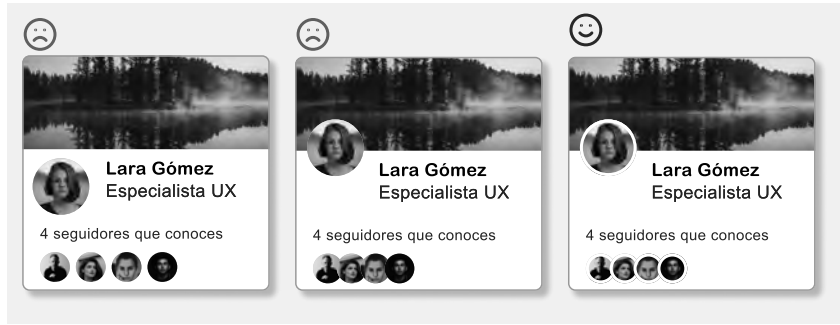 Lara Gómez
Especialista UX
4 seguidores que conoces
Lara Gómez
Especialista UX
4 seguidores que conoces
Lara Gómez
Especialista UX
4 seguidores que conoces